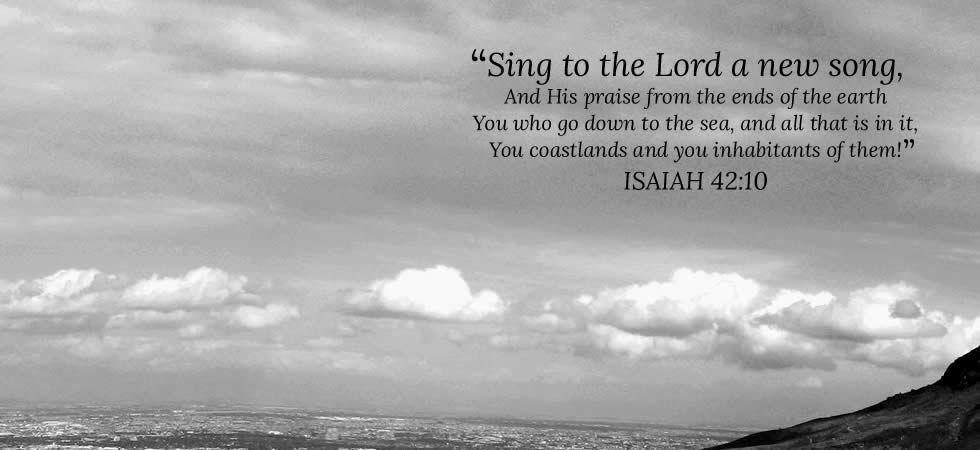 “Sing to the Lord a new song,
And His praise from the ends of the earth
You who go down to the sea, and all that is in it,
You coastlands and you inhabitants of them!”
ISAIAH 42:10